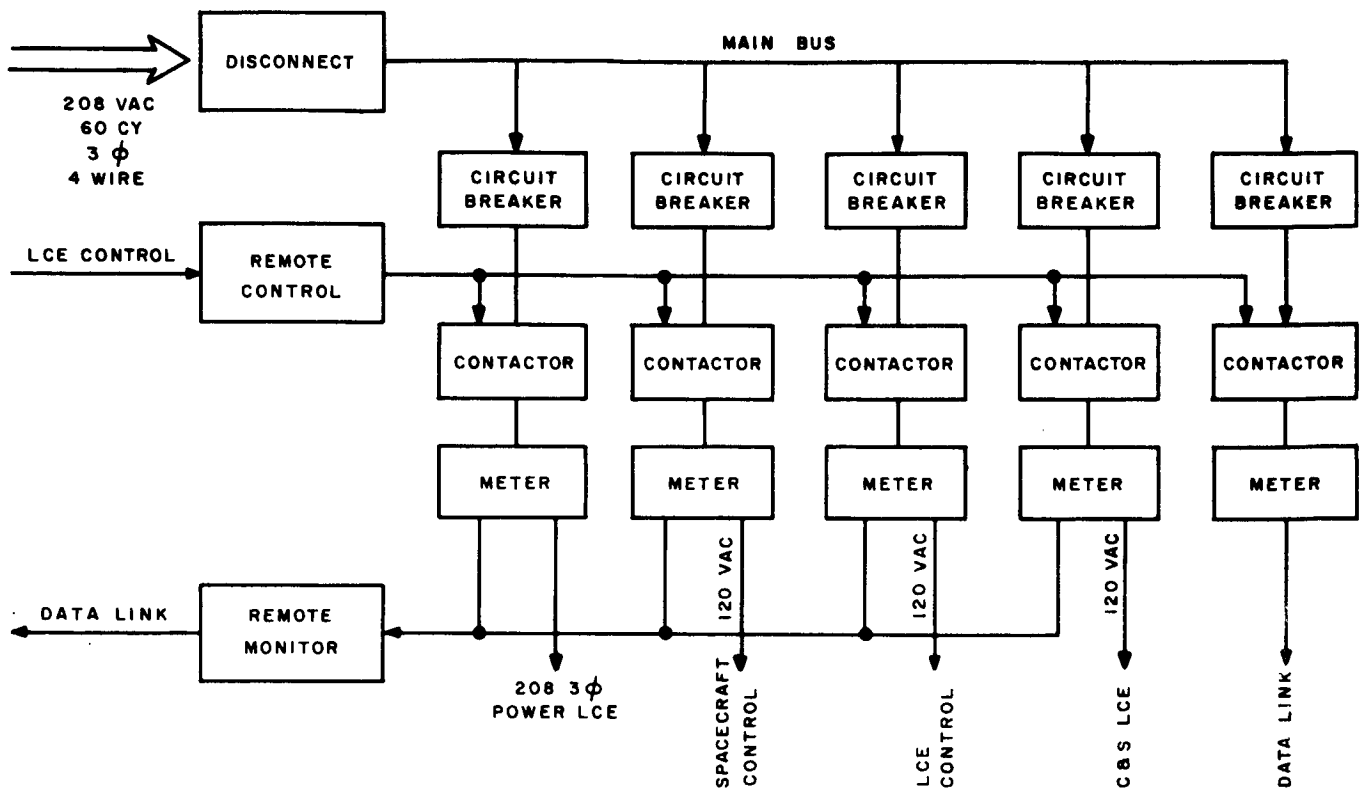 DISCONNECT
MAIN BUS
208 VAC
60 CY
3 ϕ
4 WIRE
CIRCUIT
BREAKER
CIRCUIT
BREAKER
CIRCUIT
BREAKER
CIRCUIT
BREAKER
CIRCUIT
BREAKER
LCE CONTROL
REMOTE
CONTROL
CONTACTOR
CONTACTOR
CONTACTOR
CONTACTOR
CONTACTOR
METER
METER
METER
METER
METER
120 VAC
120 VAC
120 VAC
DATA LINK
REMOTE
MONITOR
208 3ϕ
POWER LCE
SPACECRAFT
CONTROL
LCE
CONTROL
C&S LCE
DATA LINK